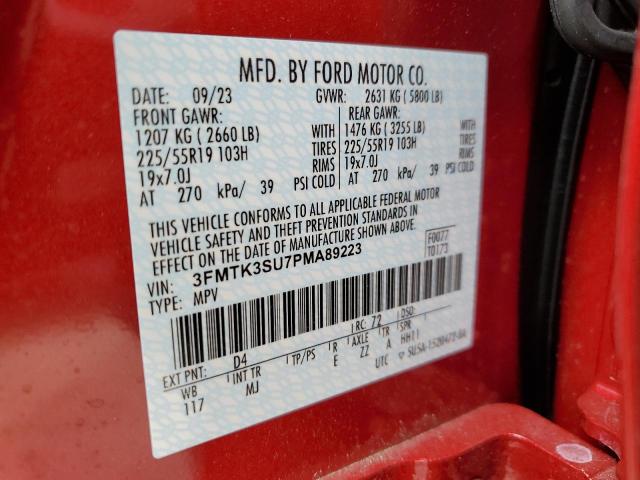 MFD. BY FORD MOTOR CO.
DATE: 09/23 GVWR: 2631 KG ( 5800 LB)
FRONT GAWR: REAR GAWR:
1207 KG ( 2660 LB) WITH 1476 KG ( 3255 LB) WITH
225/55R19 103H TIRES 225/55R19 103H TIRES
19x7.0J RIMS 19x7.0J RIMS
AT 270 kPa/ 39 PSI COLD AT 270 kPa/ 39 PSI COLD
THIS VEHICLE CONFORMS TO ALL APPLICABLE FEDERAL MOTOR
VEHICLE SAFETY AND THEFT PREVENTION STANDARDS IN
EFFECT ON THE DATE OF MANUFACTURE SHOWN ABOVE.
F0077
VIN: 3FMTK3SU7PMA89223 T0173
TYPE: MPV
RC: 72 DSO:
EXT PNT: D4
WB INT TR TP/PS R AXLE TR SPR
117 MJ E ZZ A HH11
UTC